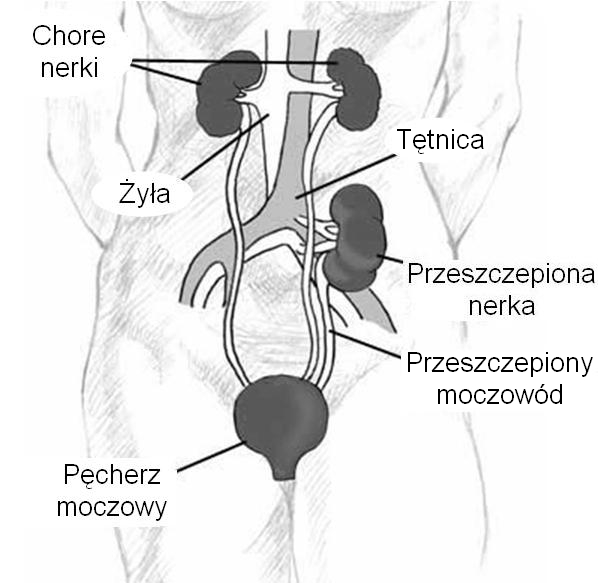 Chore
nerki
Tętnica
Żyła
Przeszczepiona
nerka
Przeszczepiony
moczowód
Pęcherz
moczowy